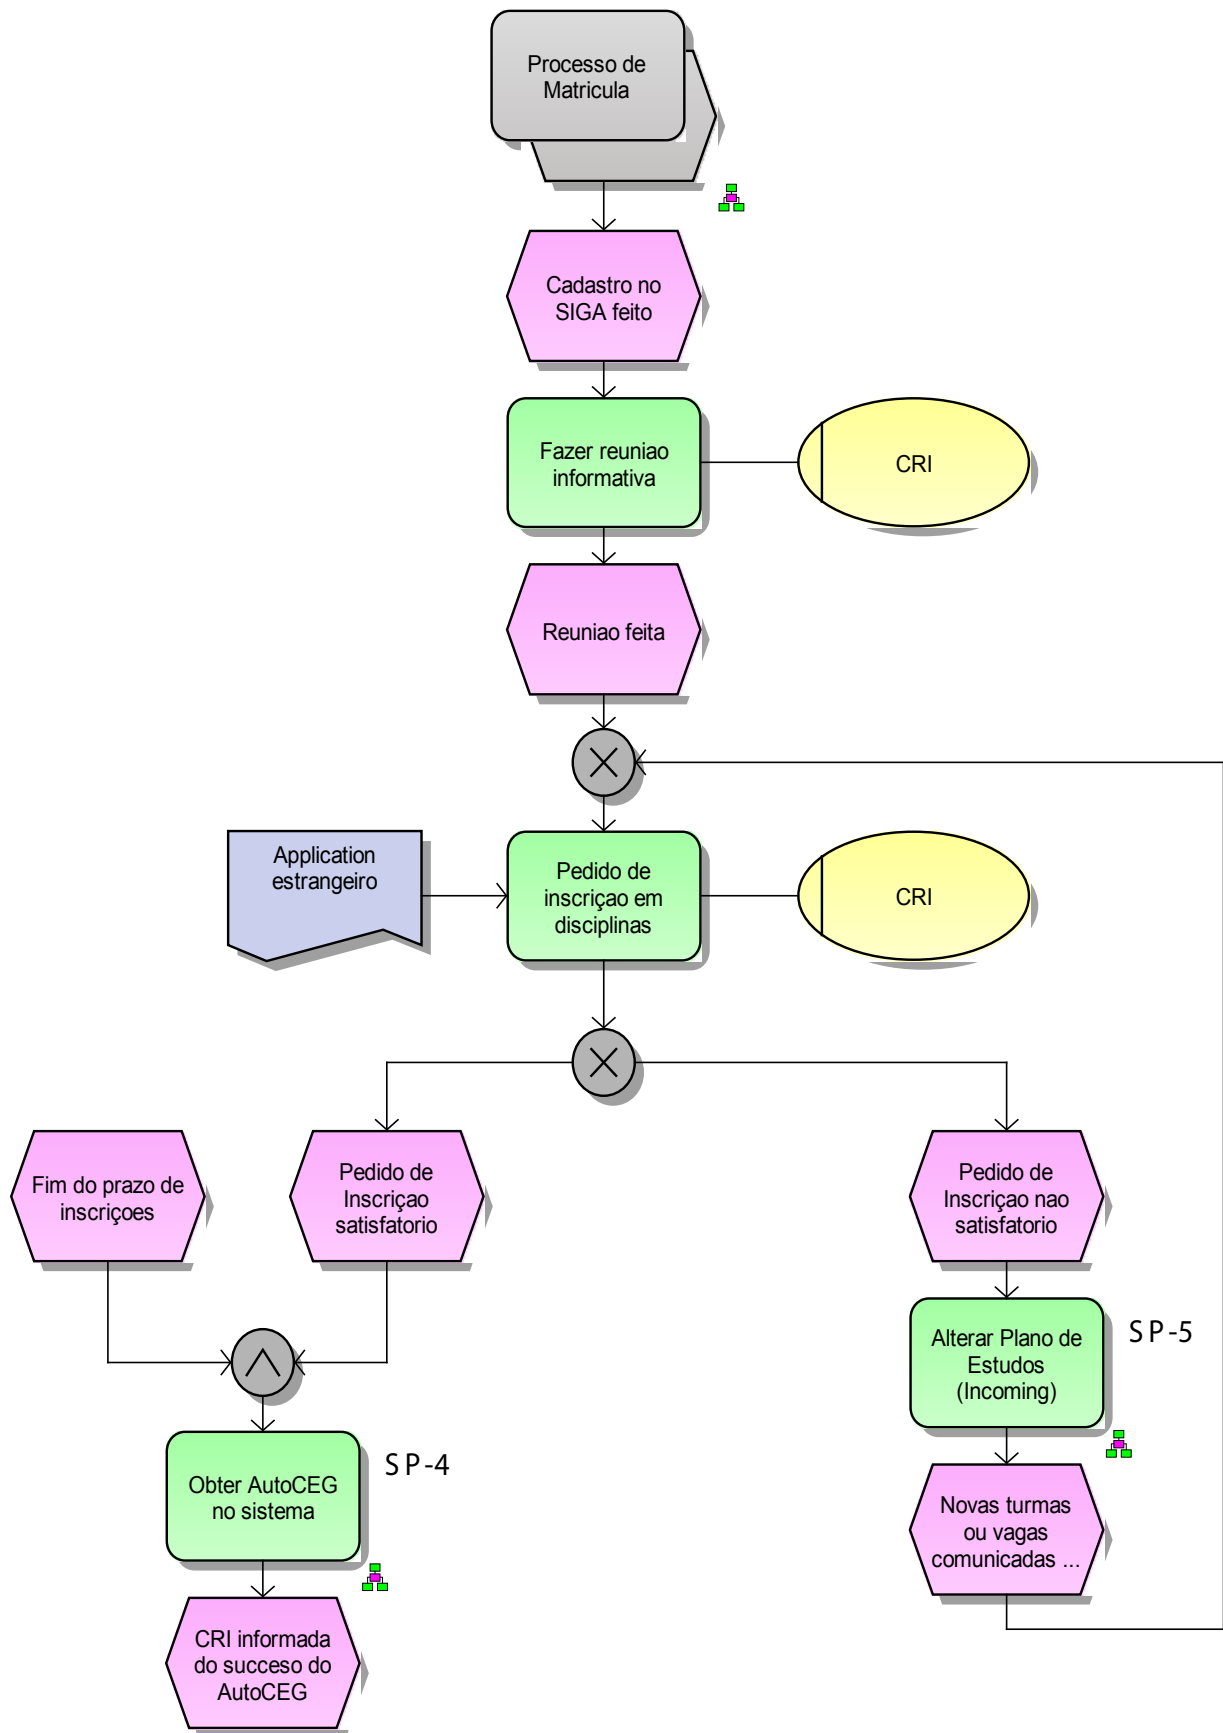 Processo de
Matricula
Cadastro no
SIGA feito
Fazer reuniao
informativa
CRI
Reuniao feita
Application
estrangeiro
Pedido de
inscriçao em
disciplinas
CRI
Fim do prazo de
inscriçoes
Pedido de
Inscriçao
satisfatorio
Pedido de
Inscriçao nao
satisfatorio
Alterar Plano de
Estudos
(Incoming)
SP-5
Obter AutoCEG
no sistema
SP-4
Novas turmas
ou vagas
comunicadas ...
CRI informada
do succeso do
AutoCEG